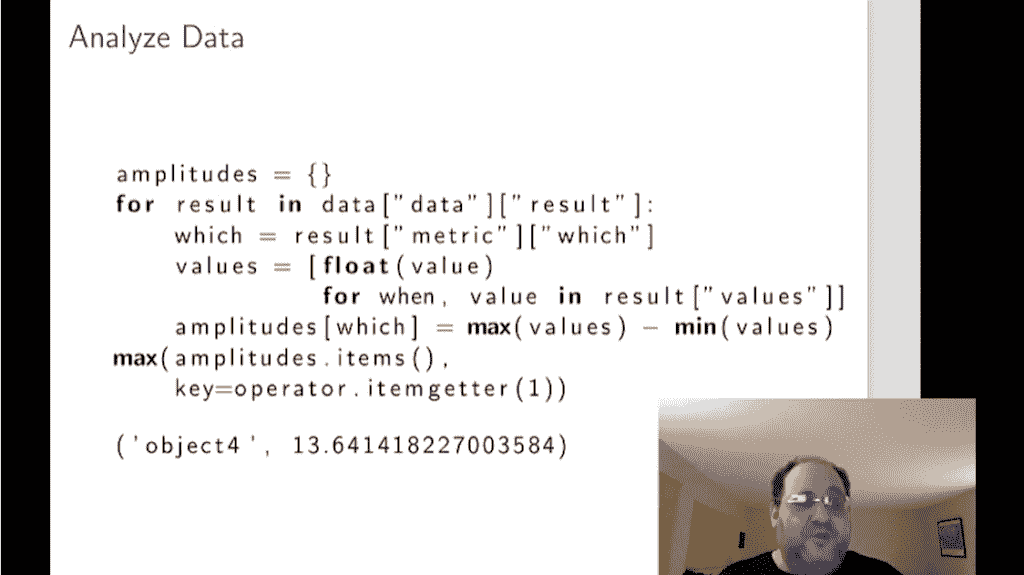 Analyze Data
amplitudes = {}
for result in data["data"]["result"]:
which = result["metric"]["which"]
values = [float(value)
for when, value in result["values"]]
amplitudes[which] = max(values) − min(values)
max(amplitudes.items(),
key=operator.itemgetter(1))
('object4', 13.641418227003584)